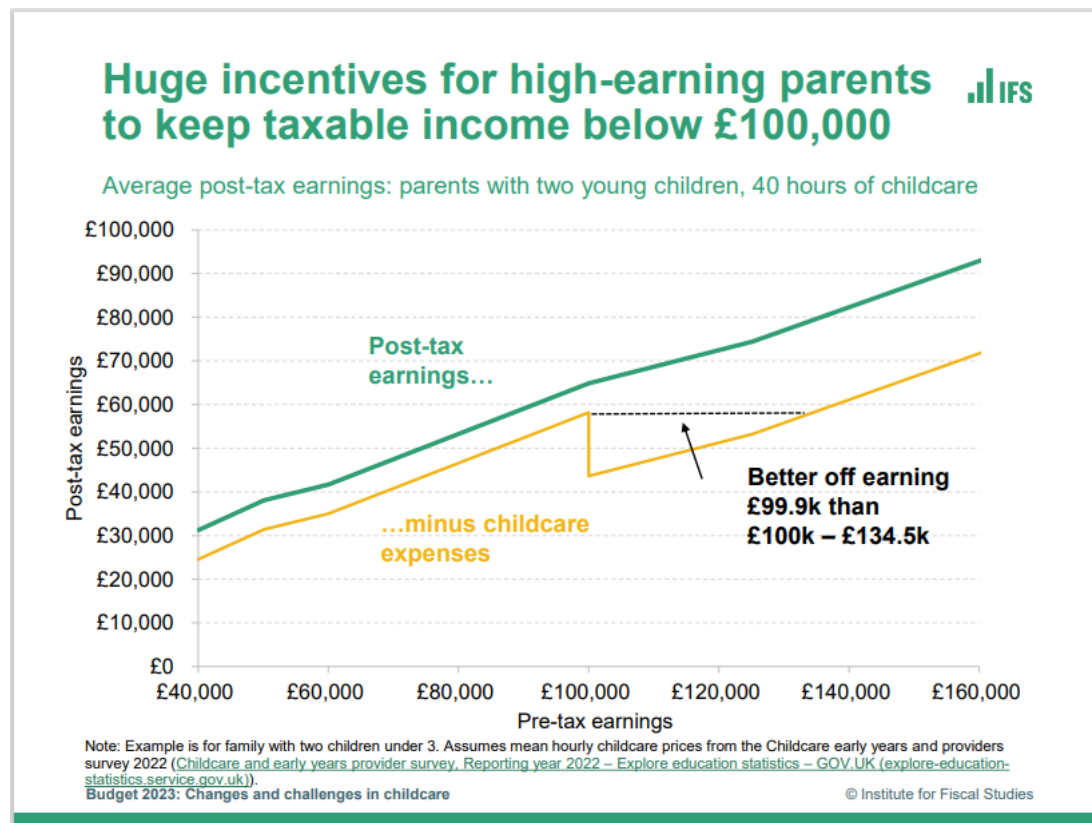 Huge incentives for high-earning parents
to keep taxable income below £100,000
IFS
Average post-tax earnings: parents with two young children, 40 hours of childcare
£100,000
£90,000
£80,000
£70,000
£60,000
£50,000
£40,000
£30,000
£20,000
£10,000
£0
Post-tax earnings
Post-tax
earnings…
…minus childcare
expenses
Better off earning
£99.9k than
£100k – £134.5k
£40,000 £60,000 £80,000 £100,000 £120,000 £140,000 £160,000
Pre-tax earnings
Note: Example is for family with two children under 3. Assumes mean hourly childcare prices from the Childcare early years and providers
survey 2022 (Childcare and early years provider survey, Reporting year 2022 – Explore education statistics – GOV.UK (explore-education-
statistics.service.gov.uk)).
Budget 2023: Changes and challenges in childcare
© Institute for Fiscal Studies